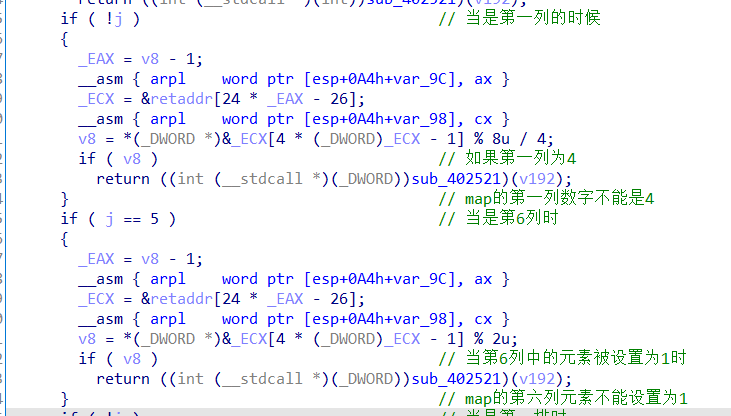 return ((int (__stdcall *)(int))sub_402521)(v192);
if ( !j ) // 当是第一列的时候
{
_EAX = v8 - 1;
__asm { arpl word ptr [esp+0A4h+var_9C], ax }
_ECX = &retaddr[24 * _EAX - 26];
__asm { arpl word ptr [esp+0A4h+var_98], cx }
v8 = *(_DWORD *)&_ECX[4 * (_DWORD)_ECX - 1] % 8u / 4;
if ( v8 ) // 如果第一列为4
return ((int (__stdcall *)(_DWORD))sub_402521)(v192);
} // map的第一列数字不能是4
if ( j == 5 ) // 当是第6列时
{
_EAX = v8 - 1;
__asm { arpl word ptr [esp+0A4h+var_9C], ax }
_ECX = &retaddr[24 * _EAX - 26];
__asm { arpl word ptr [esp+0A4h+var_98], cx }
v8 = *(_DWORD *)&_ECX[4 * (_DWORD)_ECX - 1] % 2u;
if ( v8 ) // 当第6列中的元素被设置为1时
return ((int (__stdcall *)(_DWORD))sub_402521)(v192);
} // map的第六列元素不能设置为1